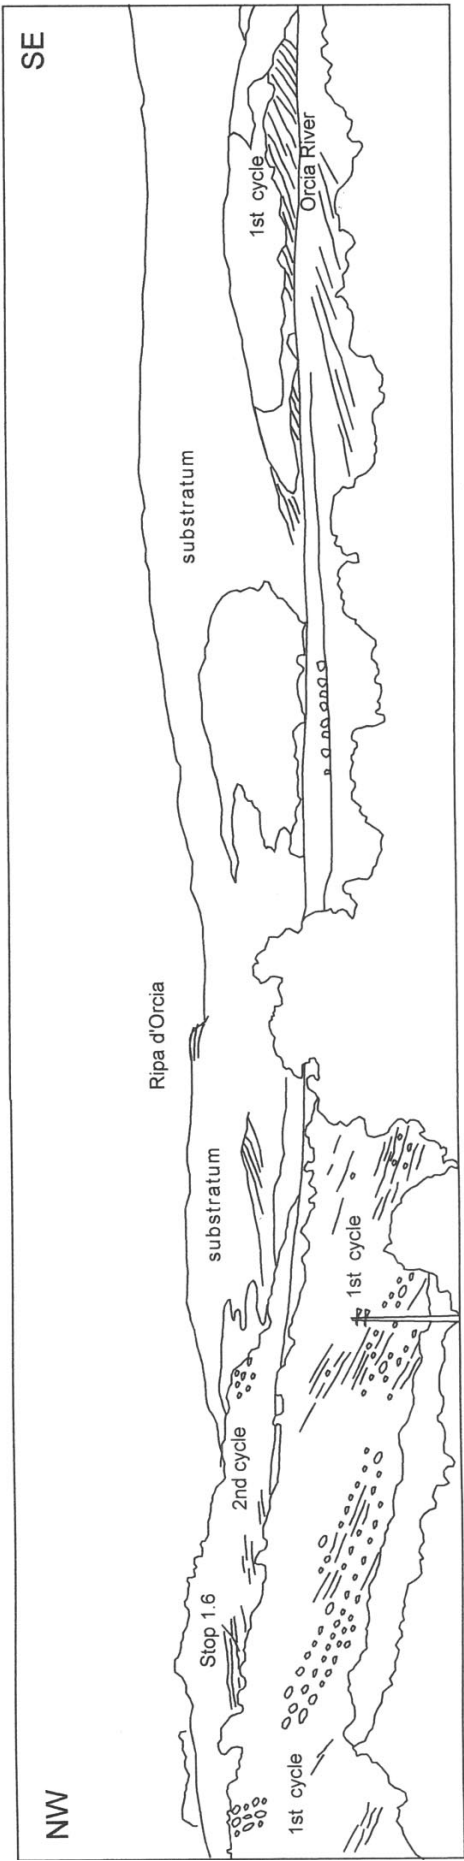 NW
SE
Ripa d'Orcia
substratum
substratum
Stop 1.6
2nd cycle
1st cycle
1st cycle
1st cycle
Orcia River